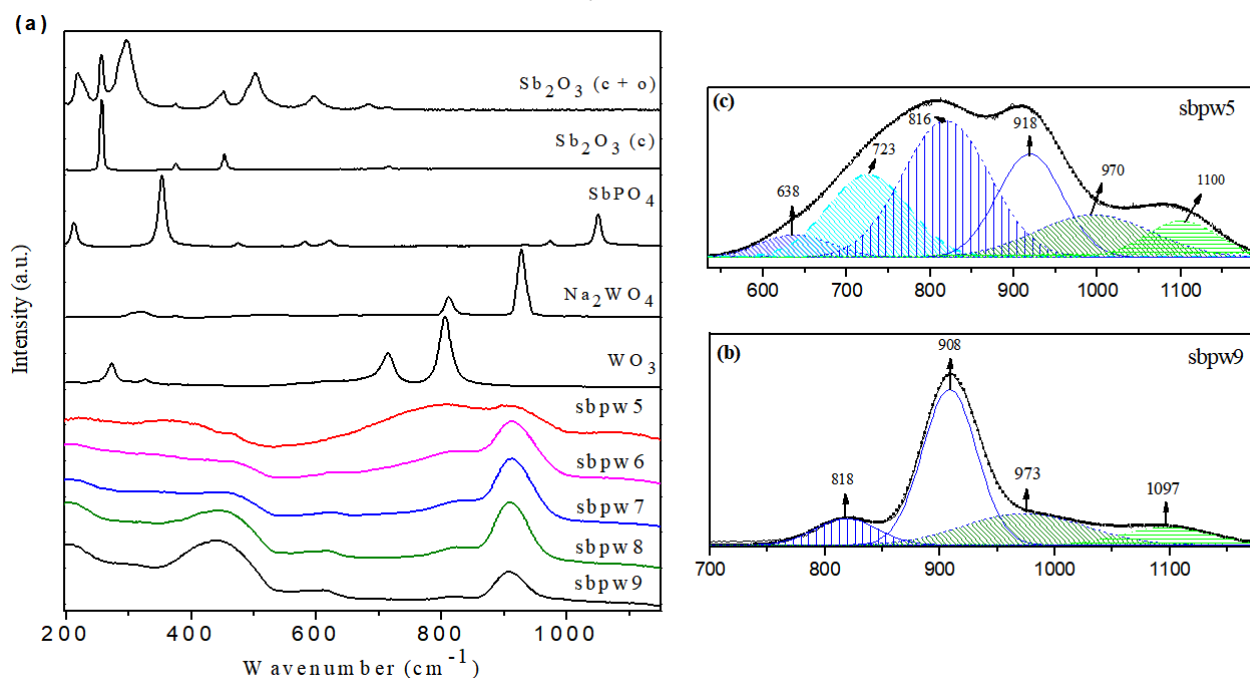 (a)
Sb2O3 (c + o)
Sb2O3 (c)
SbPO4
Na2WO4
WO3
sbpw5
sbpw6
sbpw7
sbpw8
sbpw9
Intensity (a.u.)
200 400 600 800 1000
Wavenumber (cm-1)
(c)
sbpw5
638
723
816
918
970
1100
600 700 800 900 1000 1100
(b)
sbpw9
818
908
973
1097
700 800 900 1000 1100